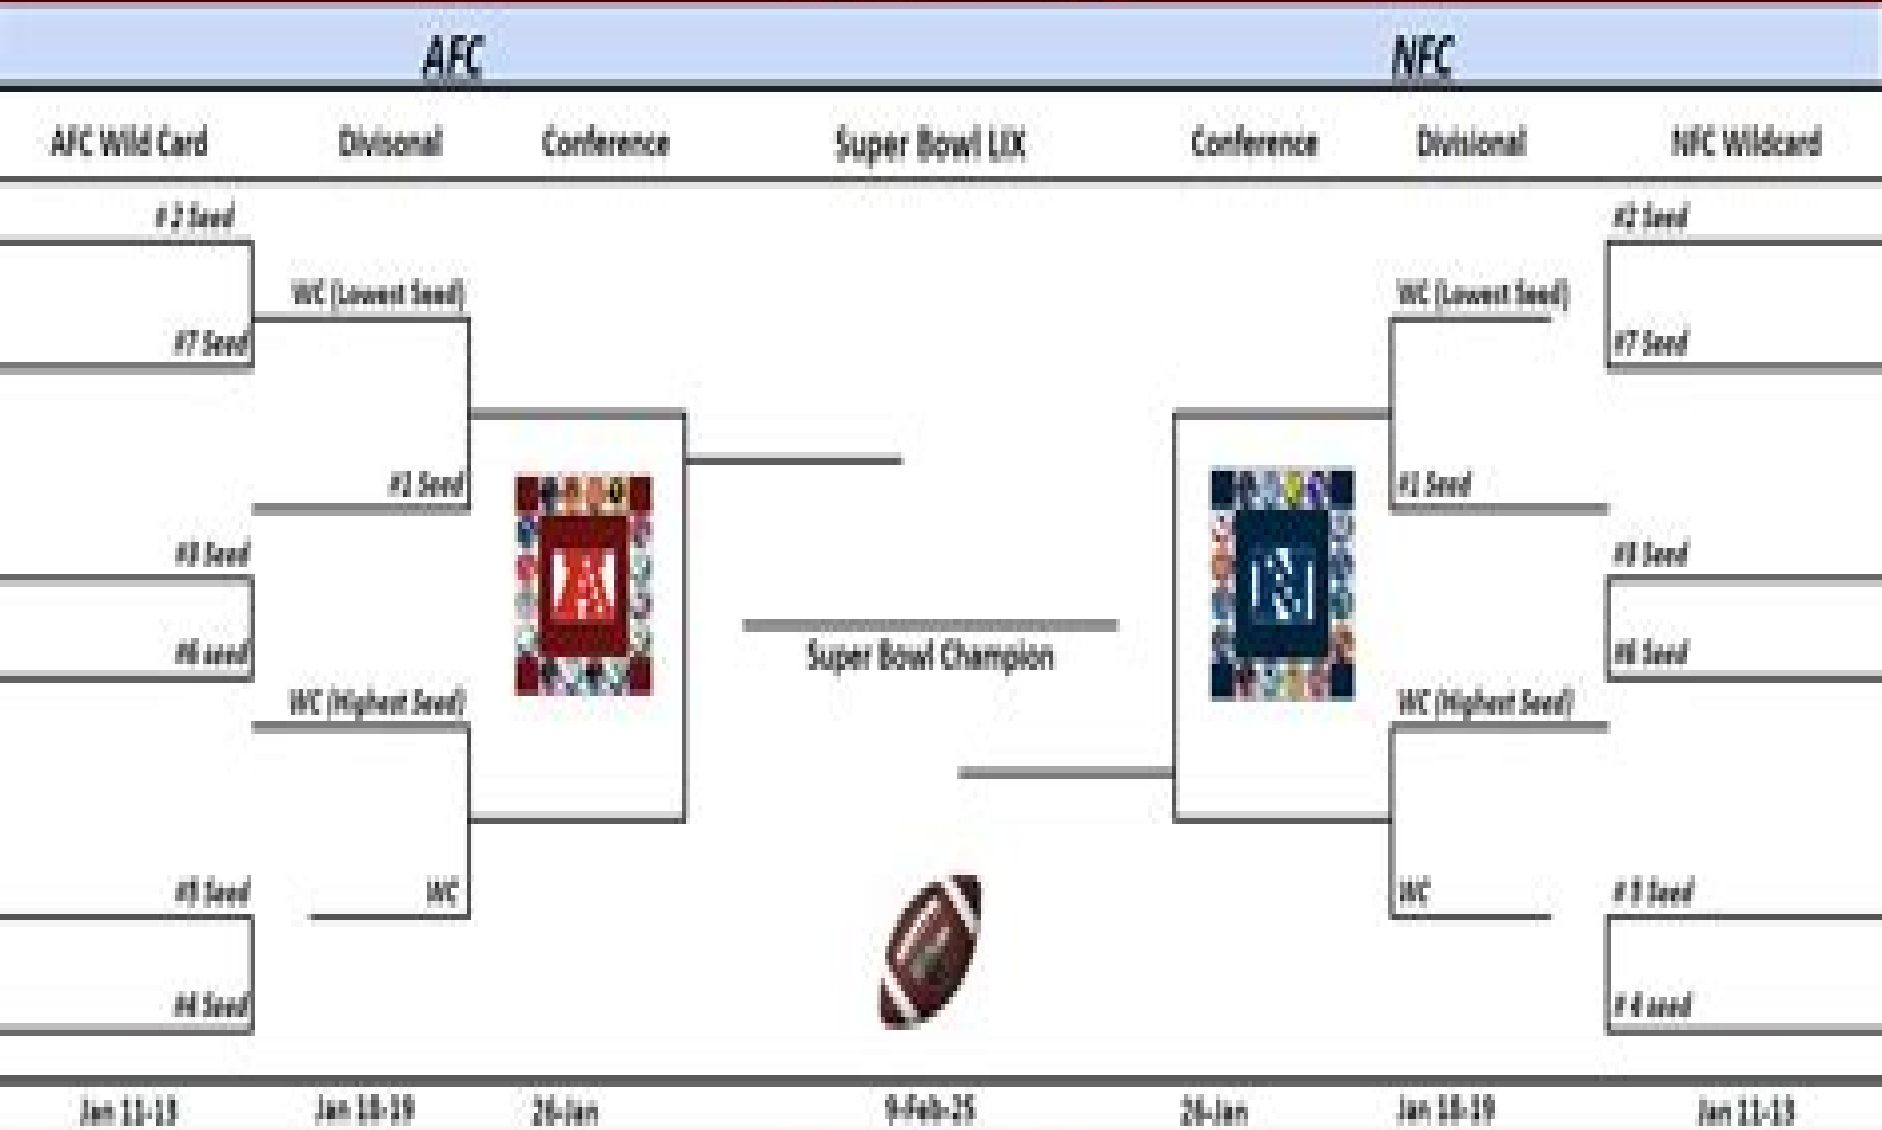 AFC NFC
AFC Wild Card Divisonal Conference Super Bowl LIX Conference Divisional NFC Wildcard
# 2 Seed #2 Seed
WC (Lowest Seed) WC (Lowest Seed)
#7 Seed #7 Seed
#1 Seed #1 Seed
#3 Seed #3 Seed
#6 seed #6 Seed
Super Bowl Champion
WC (Highest Seed) WC (Highest Seed)
#5 Seed WC WC Seed
#4 Seed # 4 seed
Jan 11-13 Jan 18-19 26-Jan 9-Feb-25 26-Jan Jan 18-19 Jan 11-13